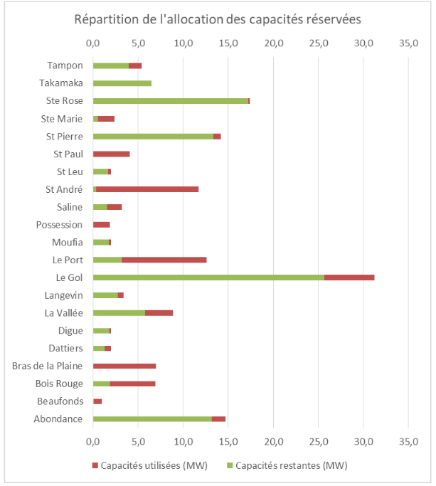 Répartition de l'allocation des capacités réservées
0,0 5,0 10,0 15,0 20,0 25,0 30,0 35,0
Tampon
Takamaka
Ste Rose
Ste Marie
St Pierre
St Paul
St Leu
St André
Saline
Possession
Moufia
Le Port
Le Gol
Langevin
La Vallée
Digue
Dattiers
Bras de la Plaine
Bois Rouge
Beaufonds
Abondance
0,0 5,0 10,0 15,0 20,0 25,0 30,0 35,0
Capacités utilisées (MW) Capacités restantes (MW)